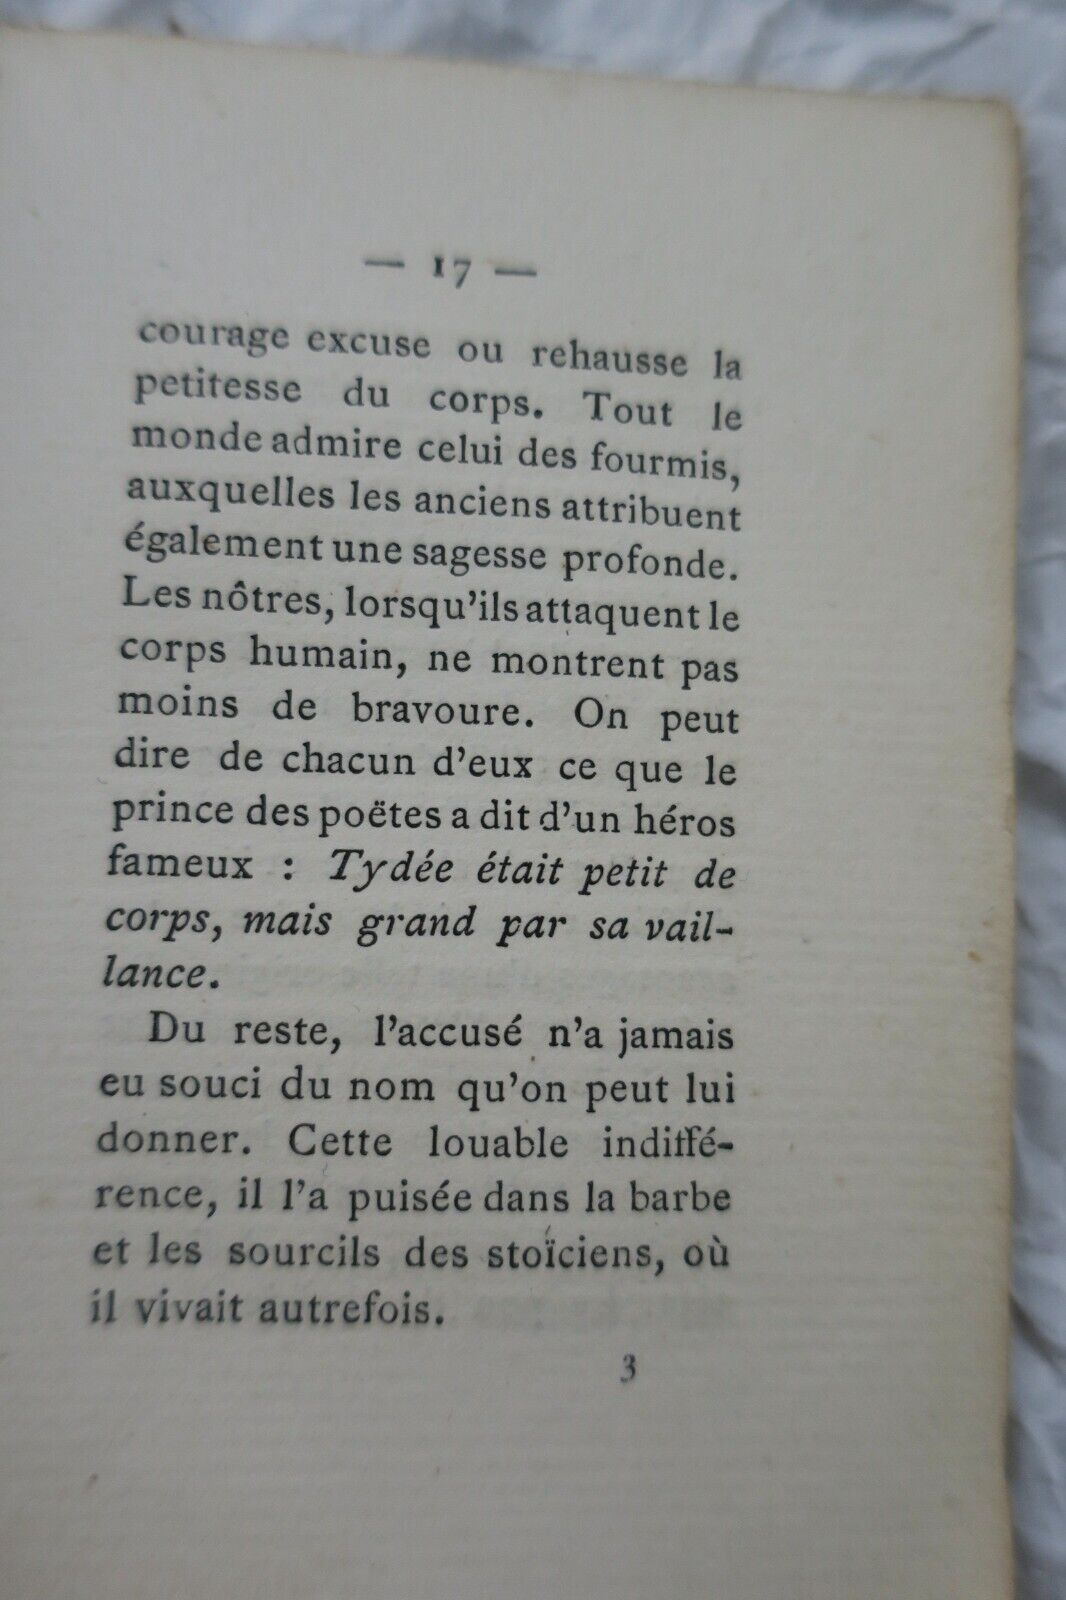 — 17 —
courage excuse ou rehausse la
petitesse du corps. Tout le
monde admire celui des fourmis,
auxquelles les anciens attribuent
également une sagesse profonde.
Les nôtres, lorsqu'ils attaquent le
corps humain, ne montrent pas
moins de bravoure. On peut
dire de chacun d'eux ce que le
prince des poëtes a dit d'un héros
fameux : Tydée était petit de
corps, mais grand par sa vail-
lance.
Du reste, l'accusé n'a jamais
eu souci du nom qu'on peut lui
donner. Cette louable indiffé-
rence, il l'a puisée dans la barbe
et les sourcils des stoïciens, où
il vivait autrefois.
3